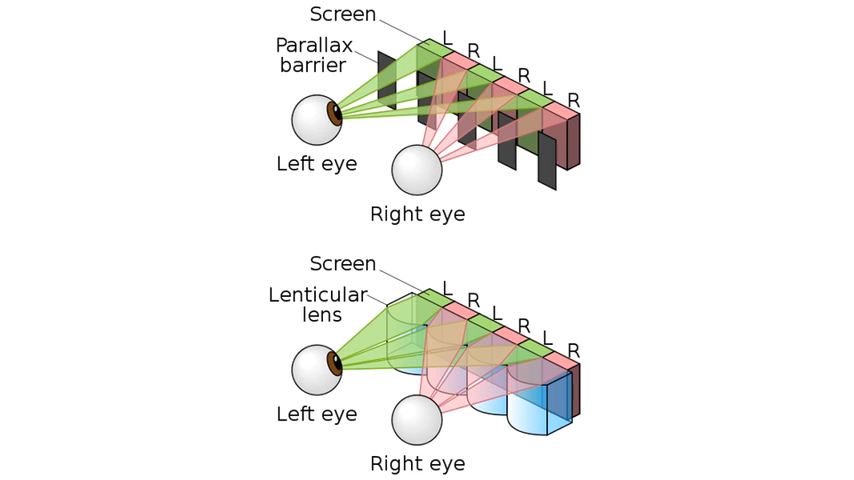 Screen
L
R
Parallax
barrier
L
R
L
R
Left eye
Right eye
Screen
L
R
Lenticular
lens
L
R
L
R
Left eye
Right eye